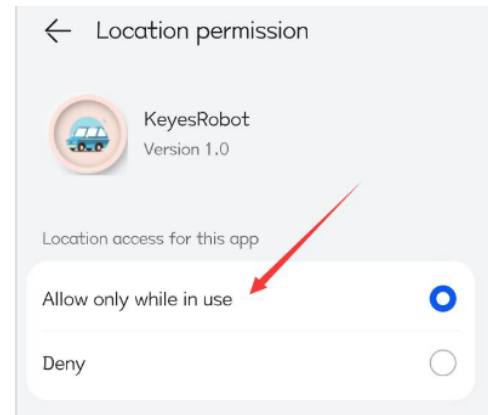 Location permission
KeyesRobot
Version 1.0
Location access for this app
Allow only while in use
Deny